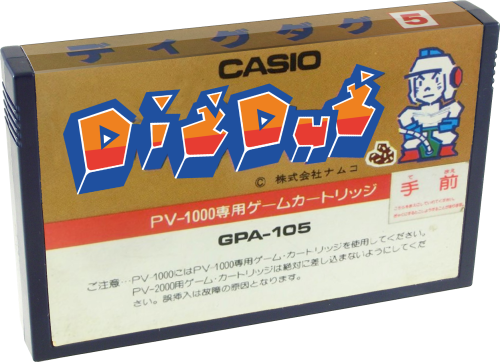 ディグダグ 5
CASIO
DIG DUG
© 株式会社ナムコ
PV-1000専用ゲームカートリッジ
手前
GPA-105
ご注意…PV-1000にはPV-1000専用ゲーム・カートリッジを使用してください。
PV-2000用ゲーム・カートリッジは絶対に差し込まないようにしてくだ
さい。誤挿入は故障の原因となります。